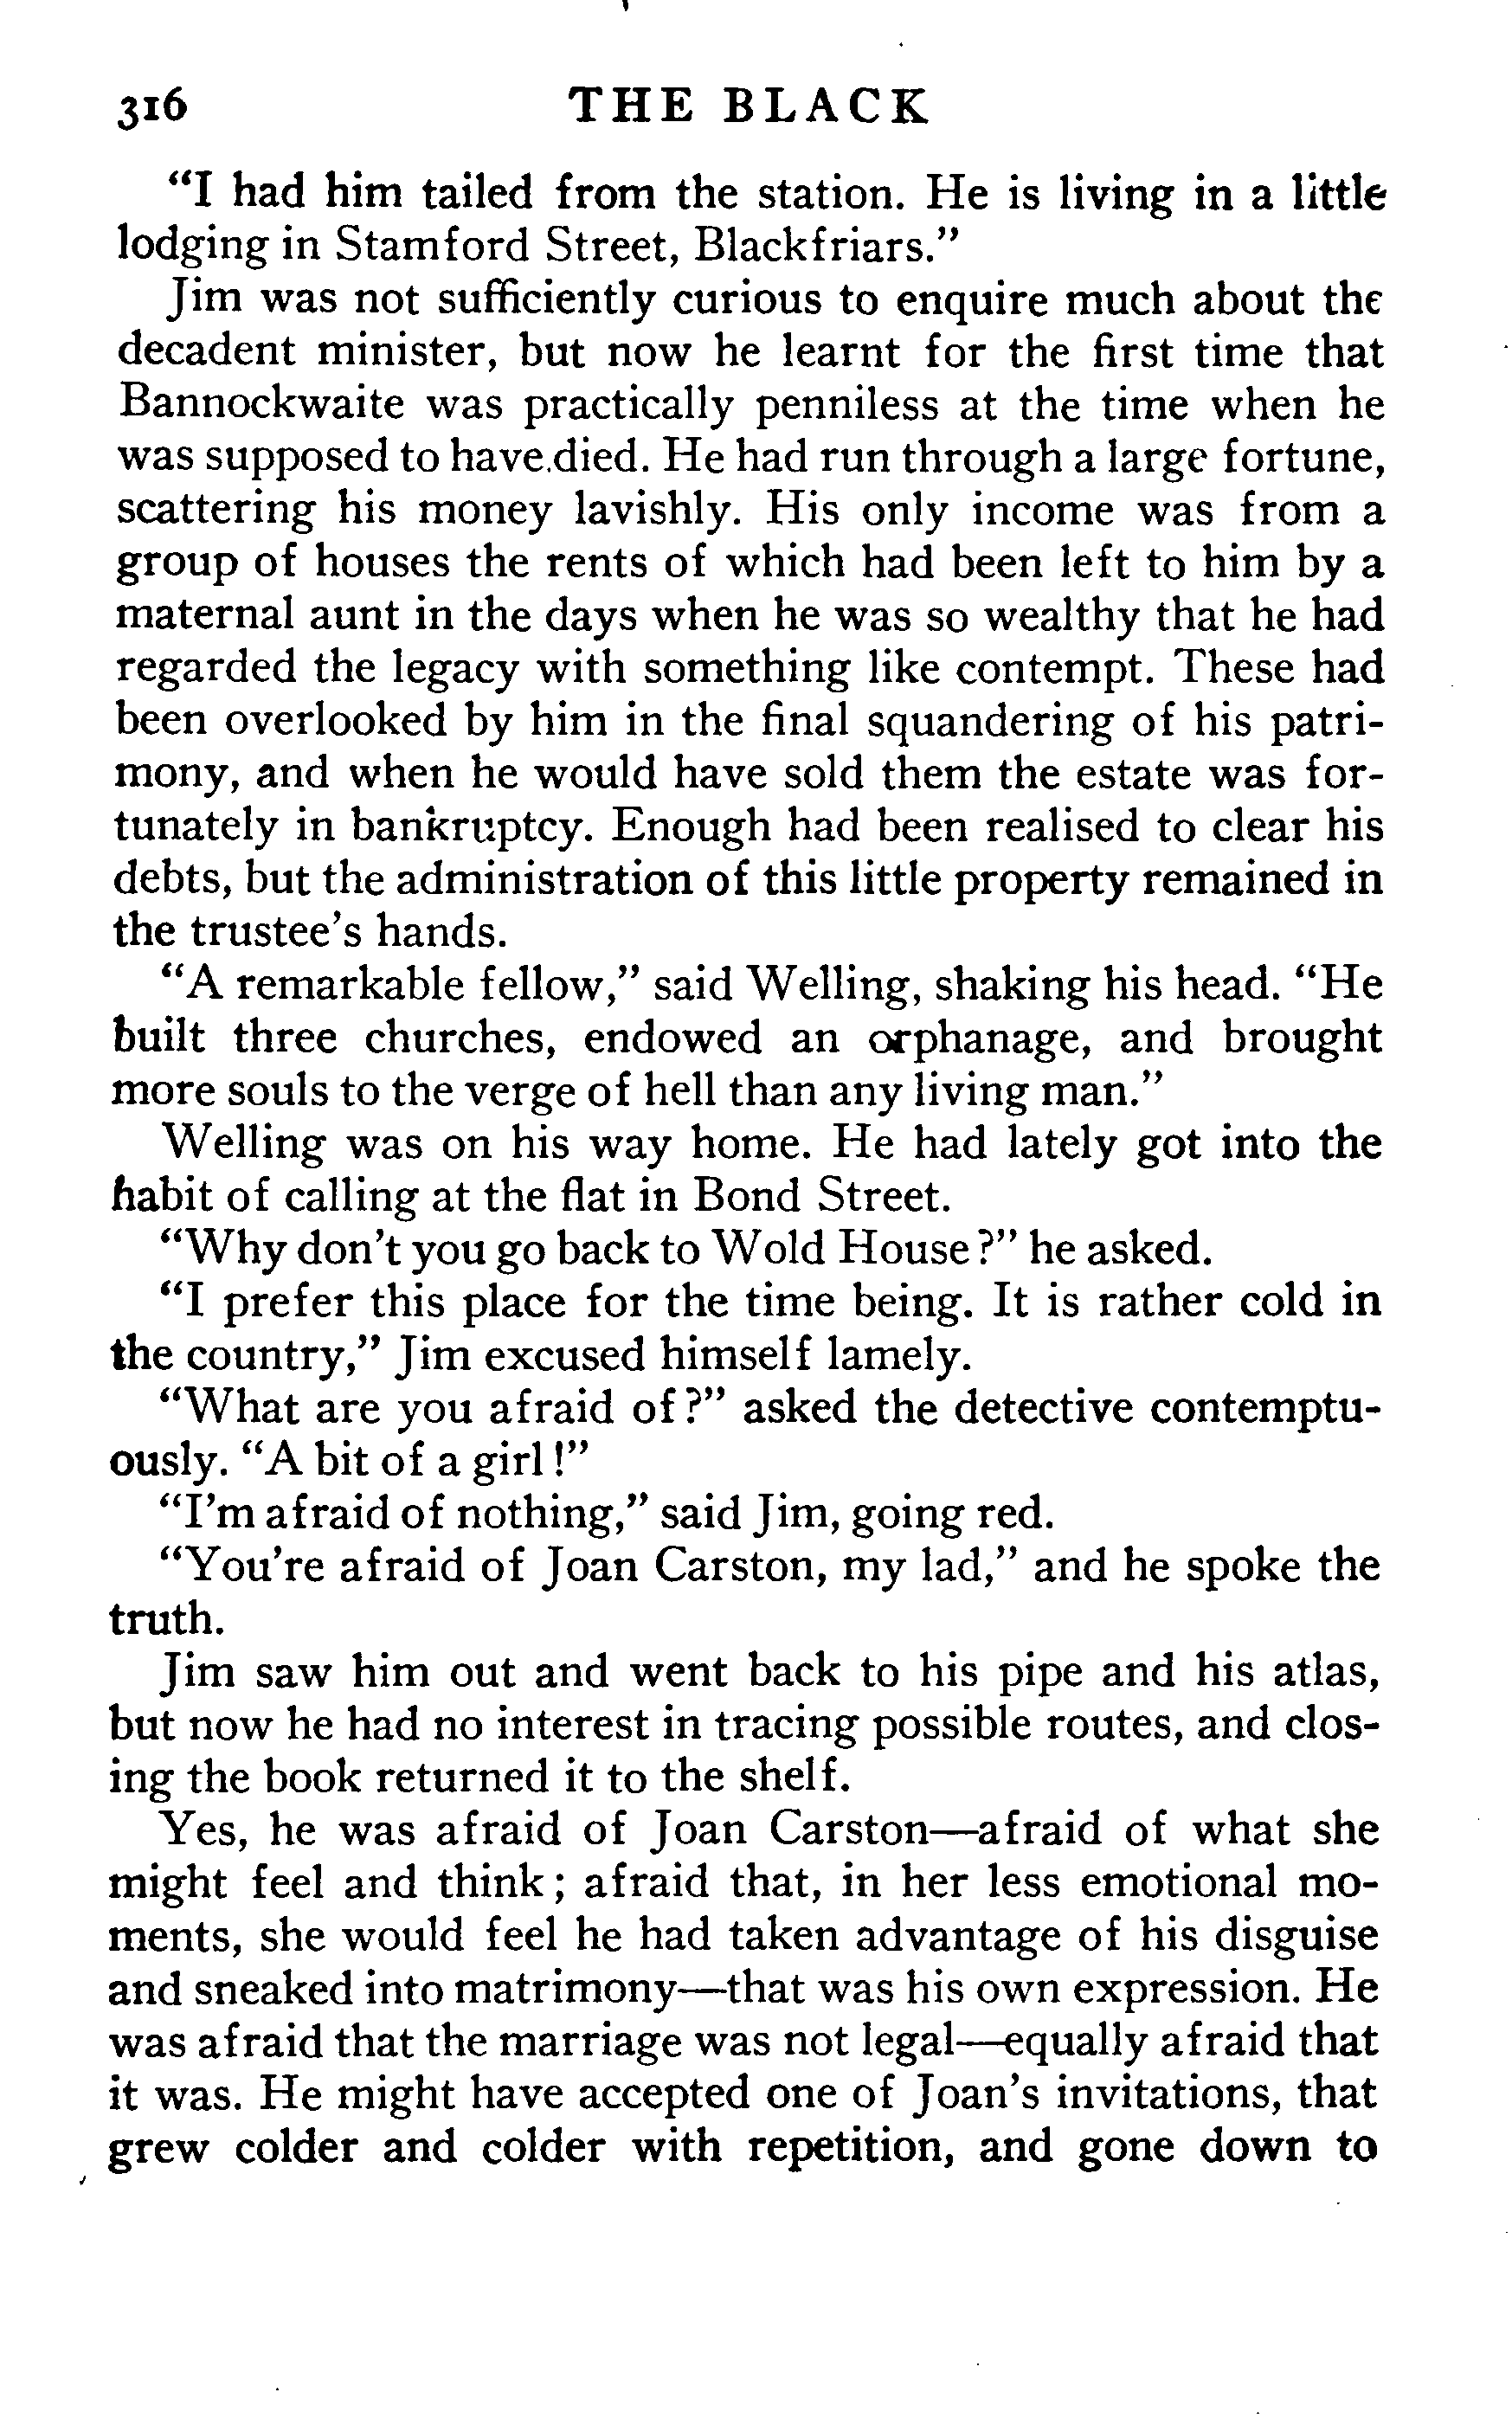 316 THE BLACK
“I had him tailed from the station. He is living in a little
lodging in Stamford Street, Blackfriars.”
Jim was not sufficiently curious to enquire much about the
decadent minister, but now he learnt for the first time that
Bannockwaite was practically penniless at the time when he
was supposed to have died. He had run through a large fortune,
scattering his money lavishly. His only income was from a
group of houses the rents of which had been left to him by a
maternal aunt in the days when he was so wealthy that he had
regarded the legacy with something like contempt. These had
been overlooked by him in the final squandering of his patri-
mony, and when he would have sold them the estate was for-
tunately in bankruptcy. Enough had been realised to clear his
debts, but the administration of this little property remained in
the trustee’s hands.
“A remarkable fellow,” said Welling, shaking his head. “He
built three churches, endowed an orphanage, and brought
more souls to the verge of hell than any living man.”
Welling was on his way home. He had lately got into the
habit of calling at the flat in Bond Street.
“Why don’t you go back to Wold House?” he asked.
“I prefer this place for the time being. It is rather cold in
the country,” Jim excused himself lamely.
“What are you afraid of?” asked the detective contemptu-
ously. “A bit of a girl!”
“I’m afraid of nothing,” said Jim, going red.
“You’re afraid of Joan Carston, my lad,” and he spoke the
truth.
Jim saw him out and went back to his pipe and his atlas,
but now he had no interest in tracing possible routes, and clos-
ing the book returned it to the shelf.
Yes, he was afraid of Joan Carston—afraid of what she
might feel and think; afraid that, in her less emotional mo-
ments, she would feel he had taken advantage of his disguise
and sneaked into matrimony—that was his own expression. He
was afraid that the marriage was not legal—equally afraid that
it was. He might have accepted one of Joan’s invitations, that
grew colder and colder with repetition, and gone down to